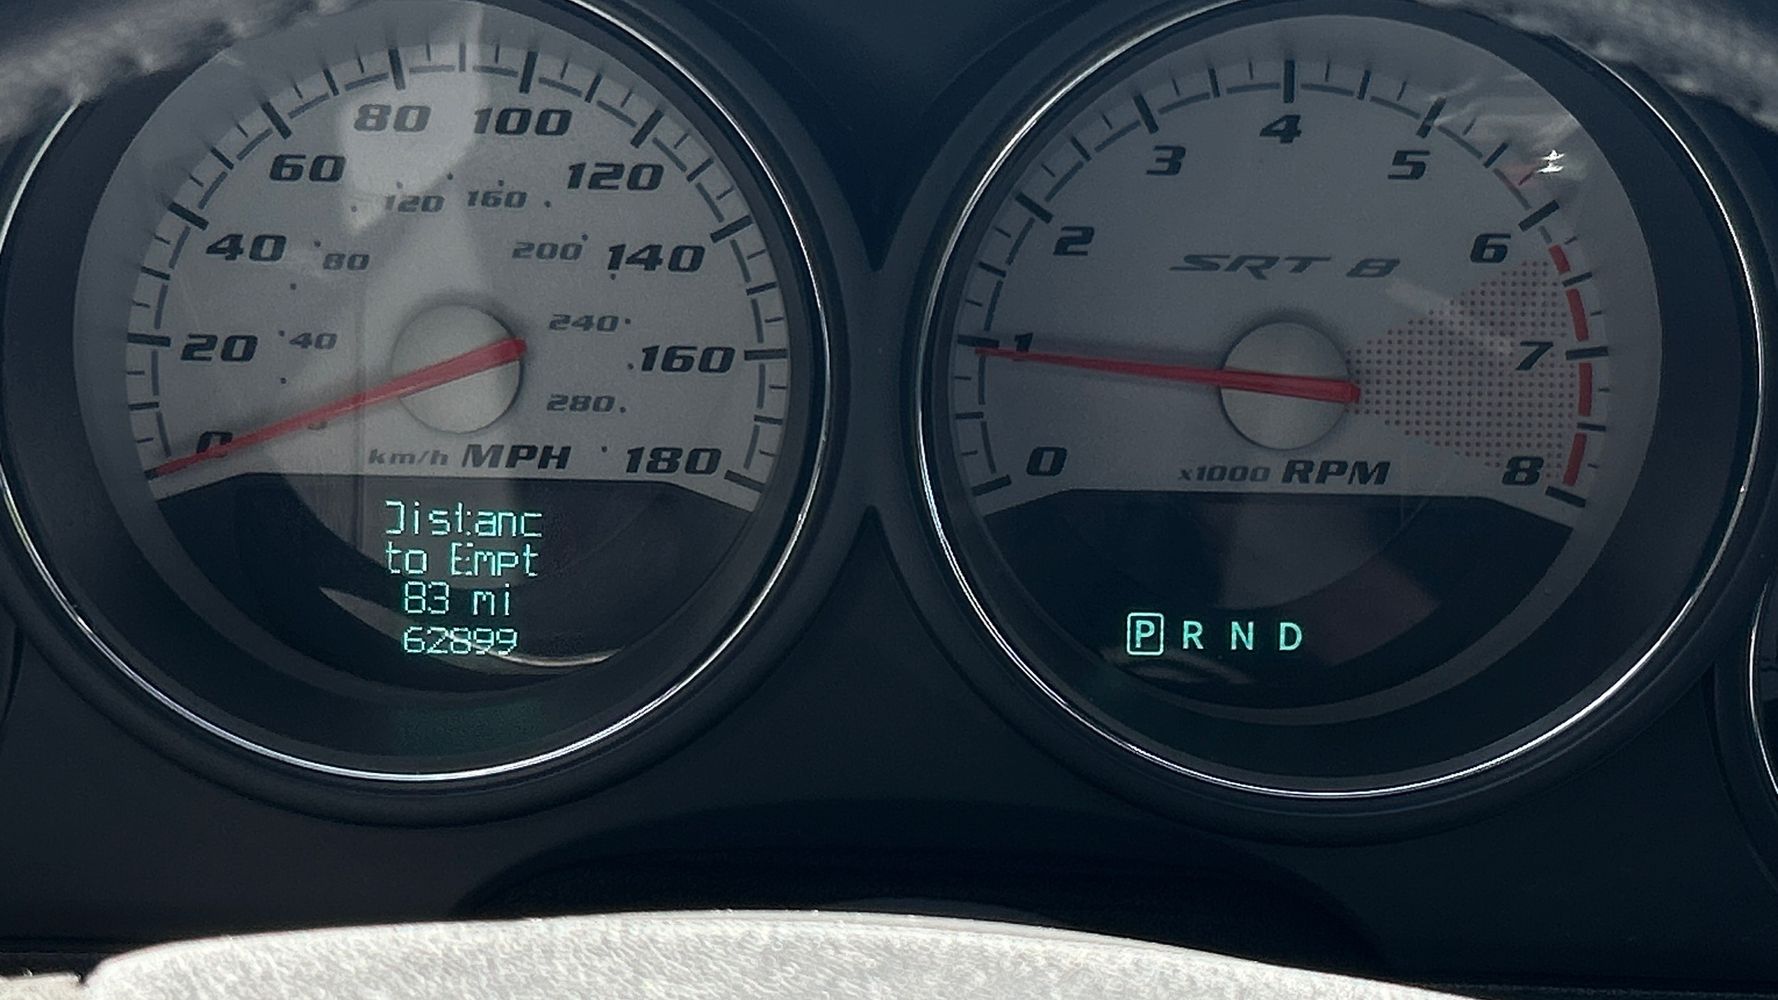 80 100
60 120
120 160
40 80 200 140
20 40 240 160
280
0 km/h MPH 180
Distanc
to Empt
83 mi
62899
4
3 5
2 6
SRT 8
1 7
0 x1000 RPM 8
P R N D